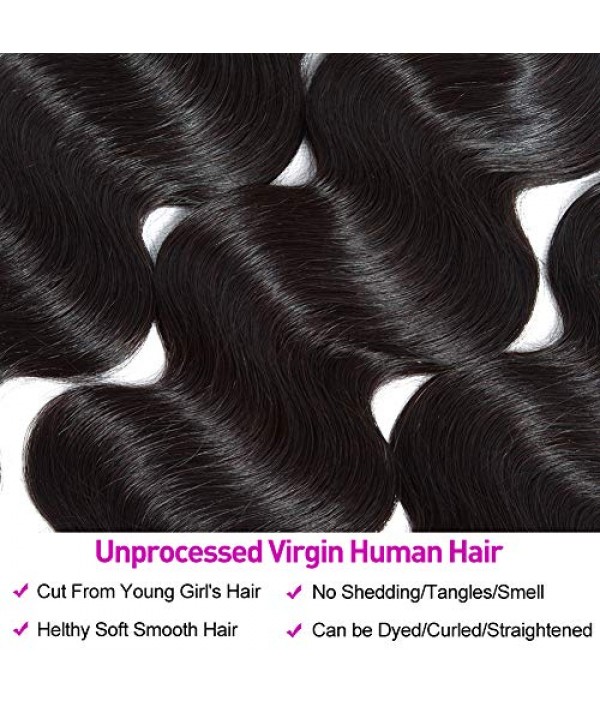 Unprocessed Virgin Human Hair
✓ Cut From Young Girl's Hair ✓ No Shedding/Tangles/Smell
✓ Helthy Soft Smooth Hair ✓ Can be Dyed/Curled/Straightened